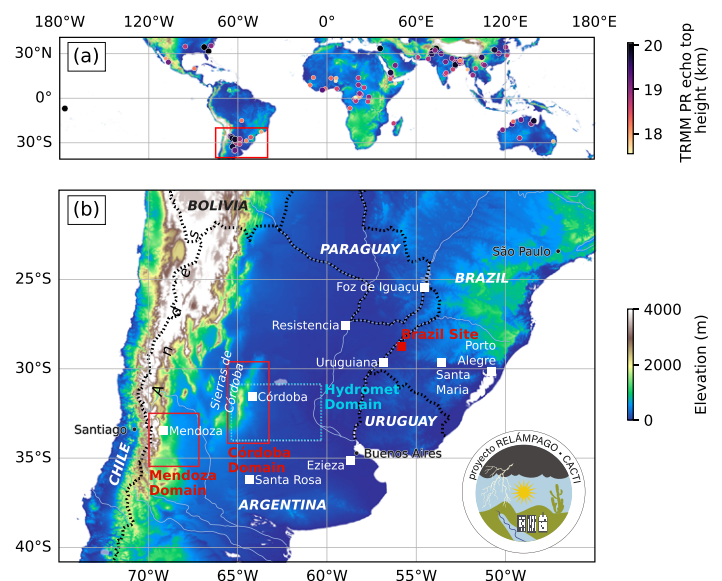 180°W 120°W 60°W 0° 60°E 120°E 180°E
30°N
0°
30°S
(a)
20
19
18
TRMM PR echo top
height (km)
(b)
BOLIVIA
PARAGUAY
São Paulo
BRAZIL
Foz de Iguaçu
Andes
Resistencia
Brazil Site
Uruguiana
Porto
Alegre
Santa
Maria
Sierras de
Córdoba
Córdoba
Hydromet
Domain
URUGUAY
Santiago
Mendoza
CHILE
Mendoza
Domain
Córdoba
Domain
Buenos Aires
Ezieza
Santa Rosa
ARGENTINA
proyecto RELÁMPAGO • CACTI
25°S
30°S
35°S
40°S
70°W 65°W 60°W 55°W 50°W
4000
2000
0
Elevation (m)